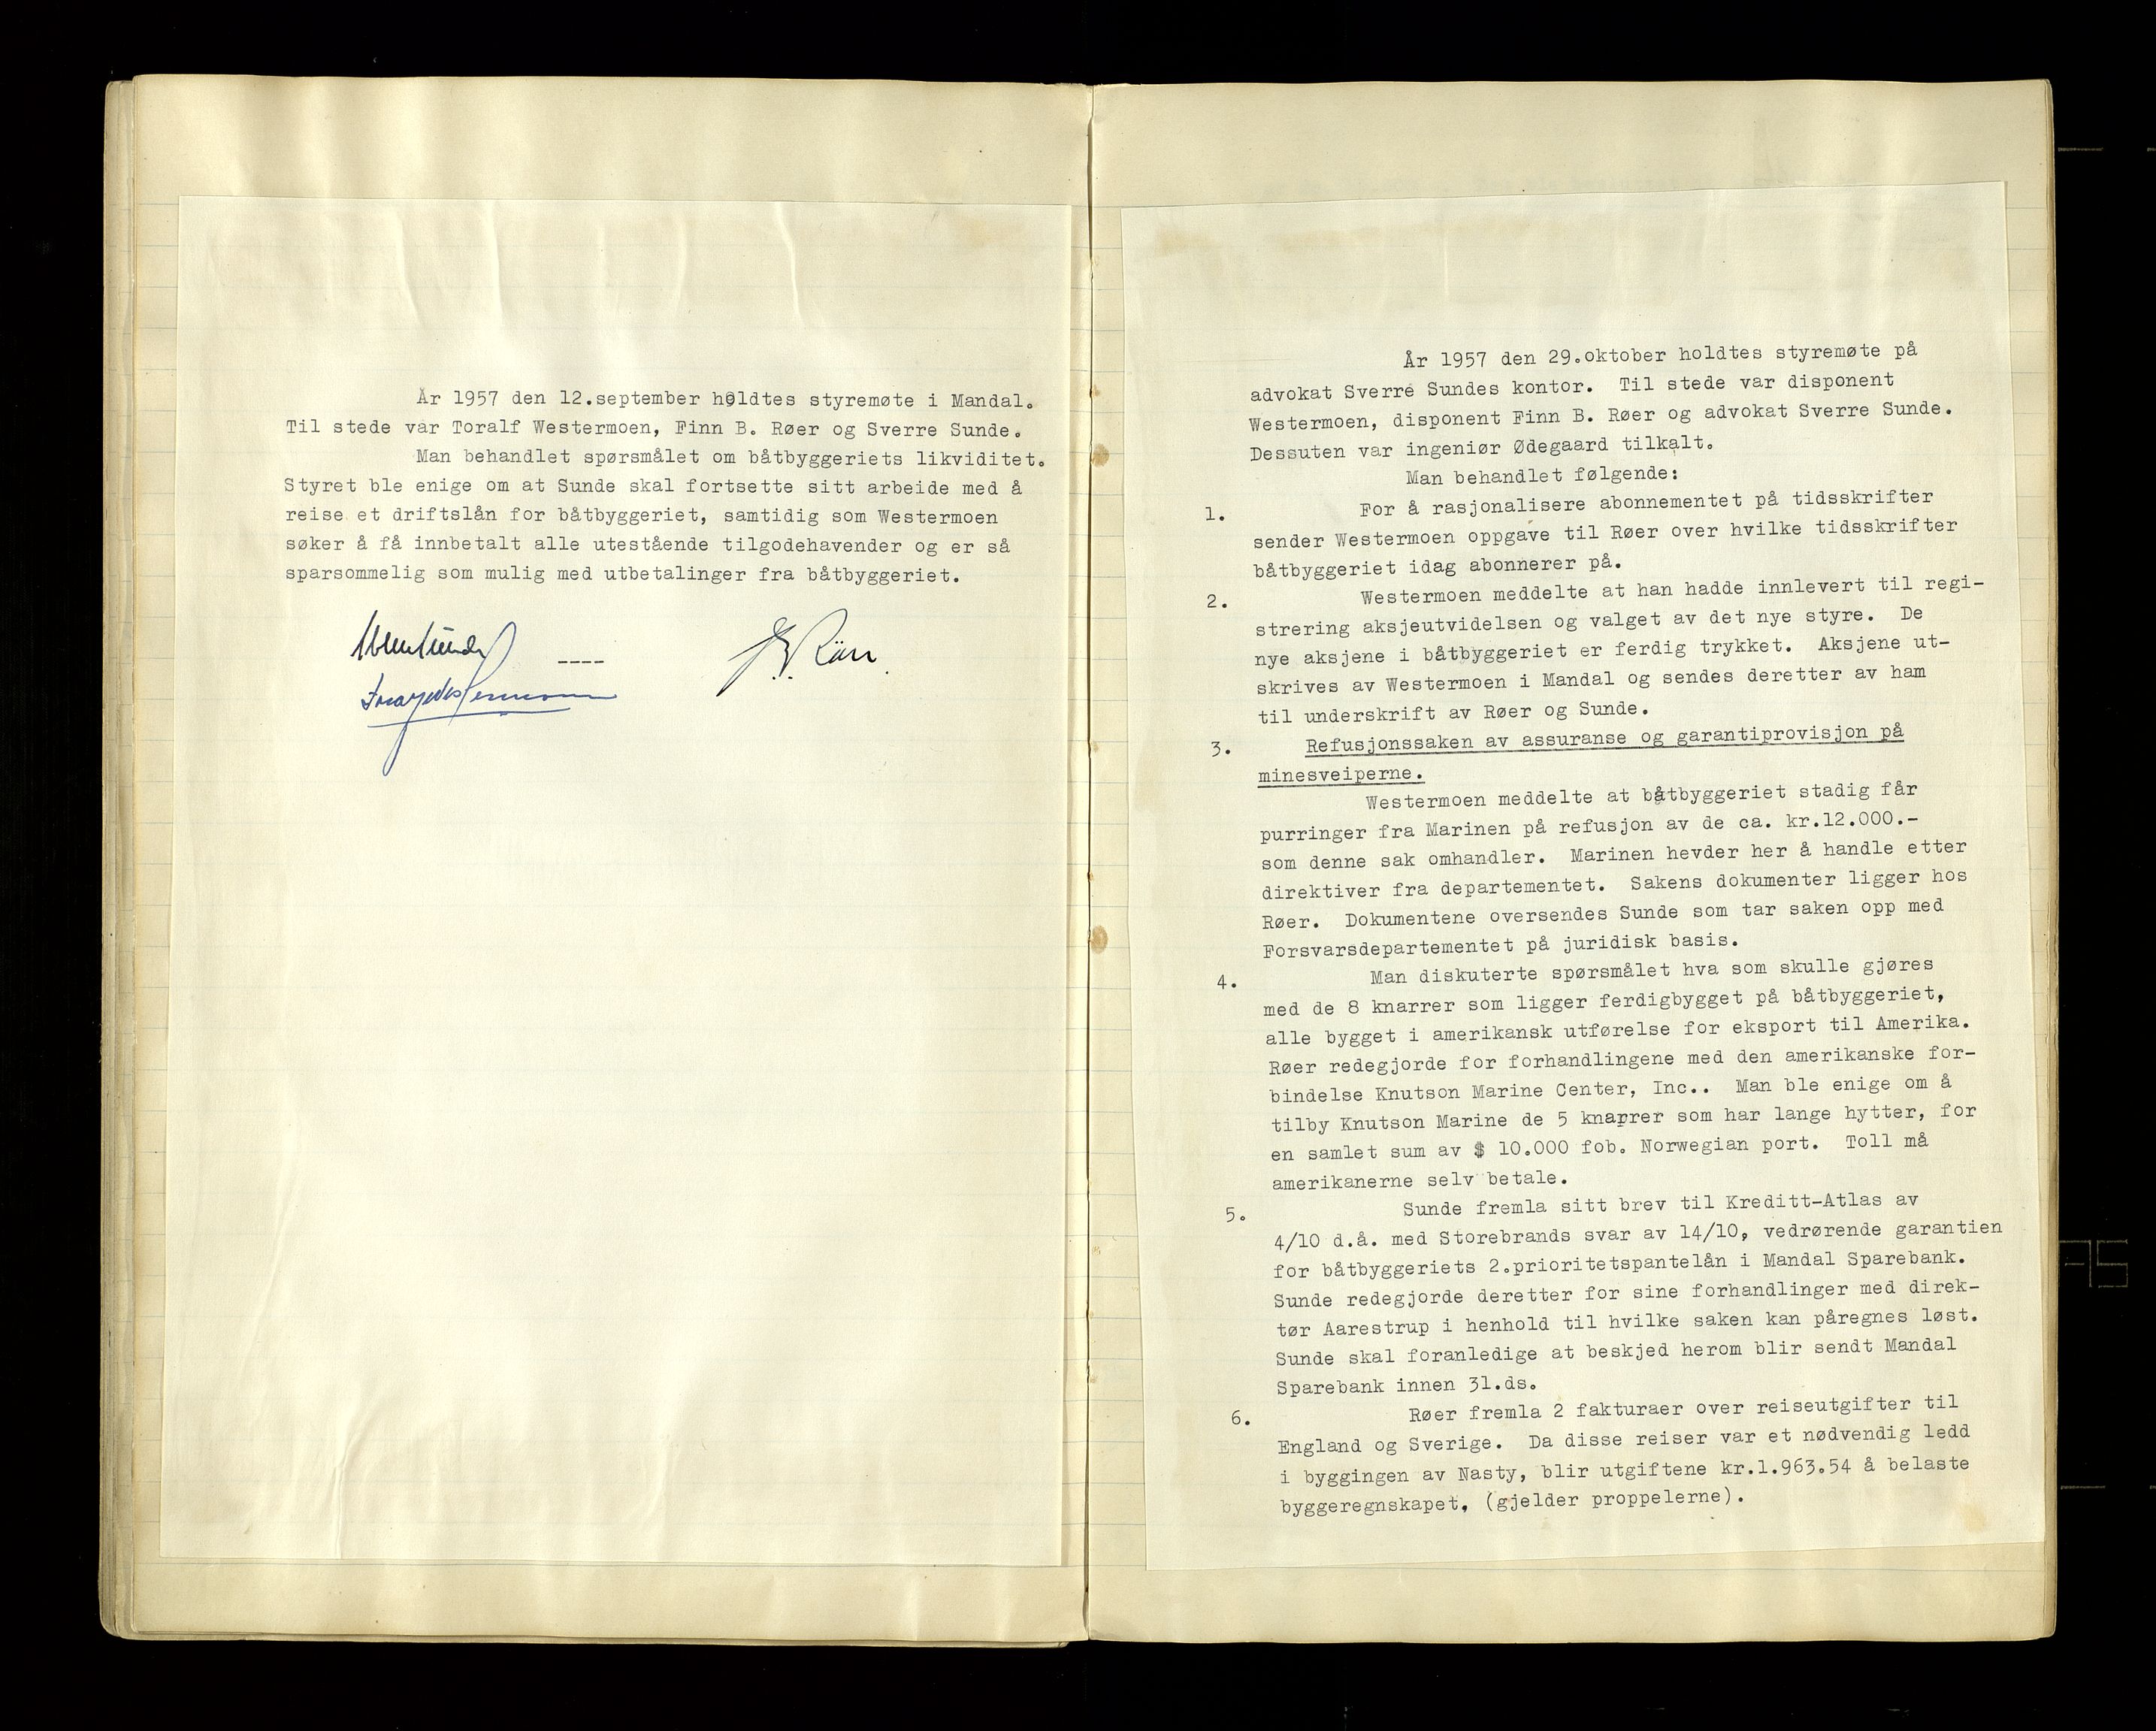 År 1957 den 12.september holdtes styremøte i Mandal.
Til stede var Toralf Westermoen, Finn B. Røer og Sverre Sunde.
Man behandlet spørsmålet om båtbyggeriets likviditet.
Styret ble enige om at Sunde skal fortsette sitt arbeide med å
reise et driftslån for båtbyggeriet, samtidig som Westermoen
søker å få innbetalt alle utestående tilgodehavender og er så
sparsommelig som mulig med utbetalinger fra båtbyggeriet.
----
År 1957 den 29.oktober holdtes styremøte på
advokat Sverre Sundes kontor. Til stede var disponent
Westermoen, disponent Finn B. Røer og advokat Sverre Sunde.
Dessuten var ingeniør Ødegaard tilkalt.
Man behandlet følgende:
1. For å rasjonalisere abonnementet på tidsskrifter
sender Westermoen oppgave til Røer over hvilke tidsskrifter
båtbyggeriet idag abonnerer på.
2. Westermoen meddelte at han hadde innlevert til regi-
strering aksjeutvidelsen og valget av det nye styre. De
nye aksjene i båtbyggeriet er ferdig trykket. Aksjene ut-
skrives av Westermoen i Mandal og sendes deretter av ham
til underskrift av Røer og Sunde.
3. Refusjonssaken av assuranse og garantiprovisjon på
minesveiperne.
Westermoen meddelte at båtbyggeriet stadig får
purringer fra Marinen på refusjon av de ca. kr.12.000.-
som denne sak omhandler. Marinen hevder her å handle etter
direktiver fra departementet. Sakens dokumenter ligger hos
Røer. Dokumentene oversendes Sunde som tar saken opp med
Forsvarsdepartementet på juridisk basis.
4. Man diskuterte spørsmålet hva som skulle gjøres
med de 8 knarrer som ligger ferdigbygget på båtbyggeriet,
alle bygget i amerikansk utførelse for eksport til Amerika.
Røer redegjorde for forhandlingene med den amerikanske for-
bindelse Knutson Marine Center, Inc.. Man ble enige om å
tilby Knutson Marine de 5 knarrer som har lange hytter, for
en samlet sum av $ 10.000 fob. Norwegian port. Toll må
amerikanerne selv betale.
5. Sunde fremla sitt brev til Kreditt-Atlas av
4/10 d.å. med Storebrands svar av 14/10, vedrørende garantien
for båtbyggeriets 2.prioritetspantelån i Mandal Sparebank.
Sunde redegjorde deretter for sine forhandlinger med direk-
tør Aarestrup i henhold til hvilke saken kan påregnes løst.
Sunde skal foranledige at beskjed herom blir sendt Mandal
Sparebank innen 31.ds.
6. Røer fremla 2 fakturaer over reiseutgifter til
England og Sverige. Da disse reiser var et nødvendig ledd
i byggingen av Nasty, blir utgiftene kr.1.963.54 å belaste
byggeregnskapet, (gjelder proppelerne).